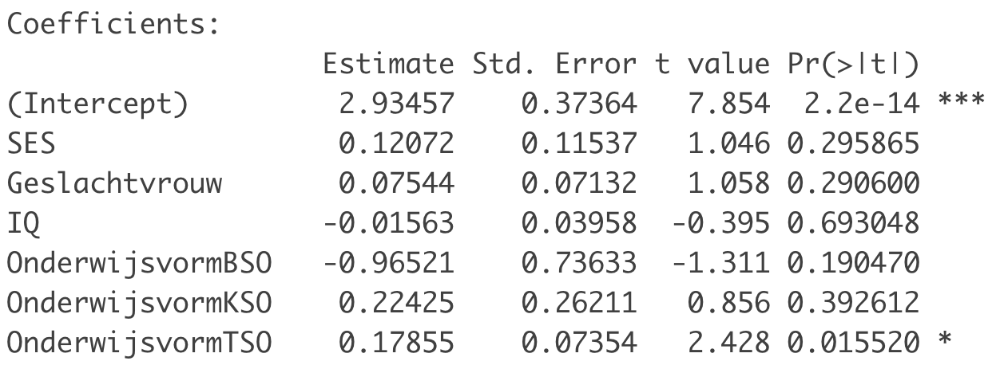 Coefficients:
Estimate Std. Error t value Pr(>|t|)
(Intercept) 2.93457 0.37364 7.854 2.2e-14 ***
SES 0.12072 0.11537 1.046 0.295865
Geslachtvrouw 0.07544 0.07132 1.058 0.290600
IQ -0.01563 0.03958 -0.395 0.693048
OnderwijsvormBSO -0.96521 0.73633 -1.311 0.190470
OnderwijsvormKSO 0.22425 0.26211 0.856 0.392612
OnderwijsvormTSO 0.17855 0.07354 2.428 0.015520 *